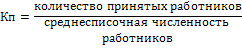 Кп=количество принятых работников
среднесписочная численность
работников